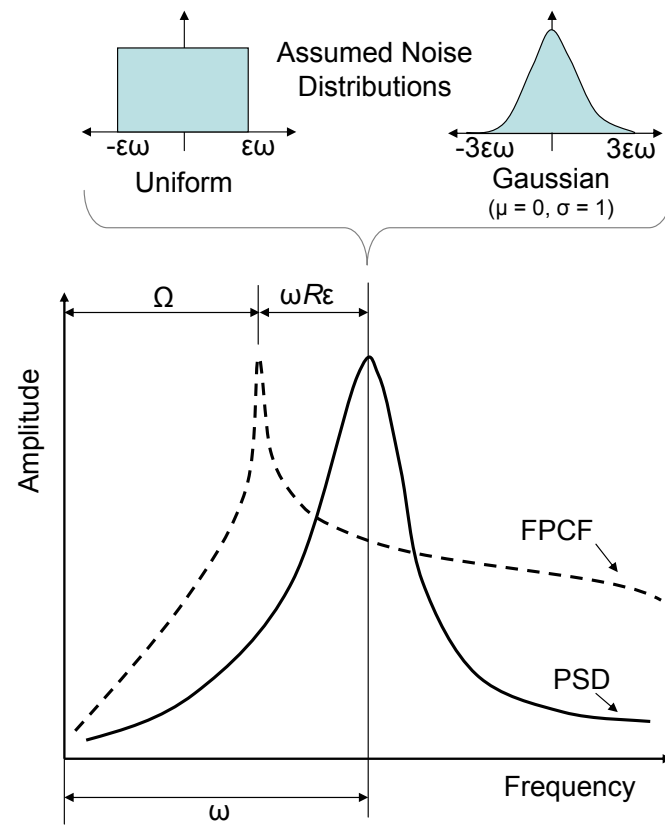 Assumed Noise
Distributions
-εω
εω
-3εω
3εω
Uniform
Gaussian
(μ = 0, σ = 1)
Ω
ωRε
Amplitude
FPCF
PSD
Frequency
ω